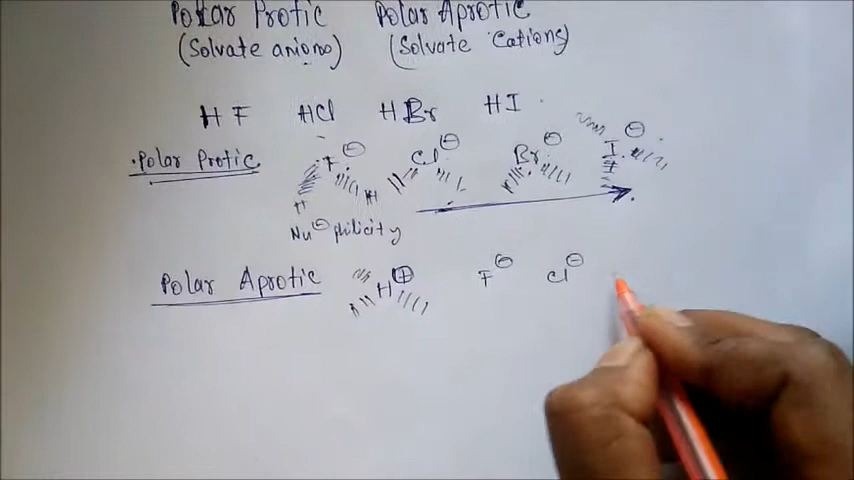 Polar Protic Polar Aprotic
(Solvate anions) (Solvate Cations)
HF HCl HBr HI
Polar Protic F⊖ Cl⊖ Br⊖ I⊖
H H
Nu⊖philicity
Polar Aprotic H⊕ F⊖ Cl⊖